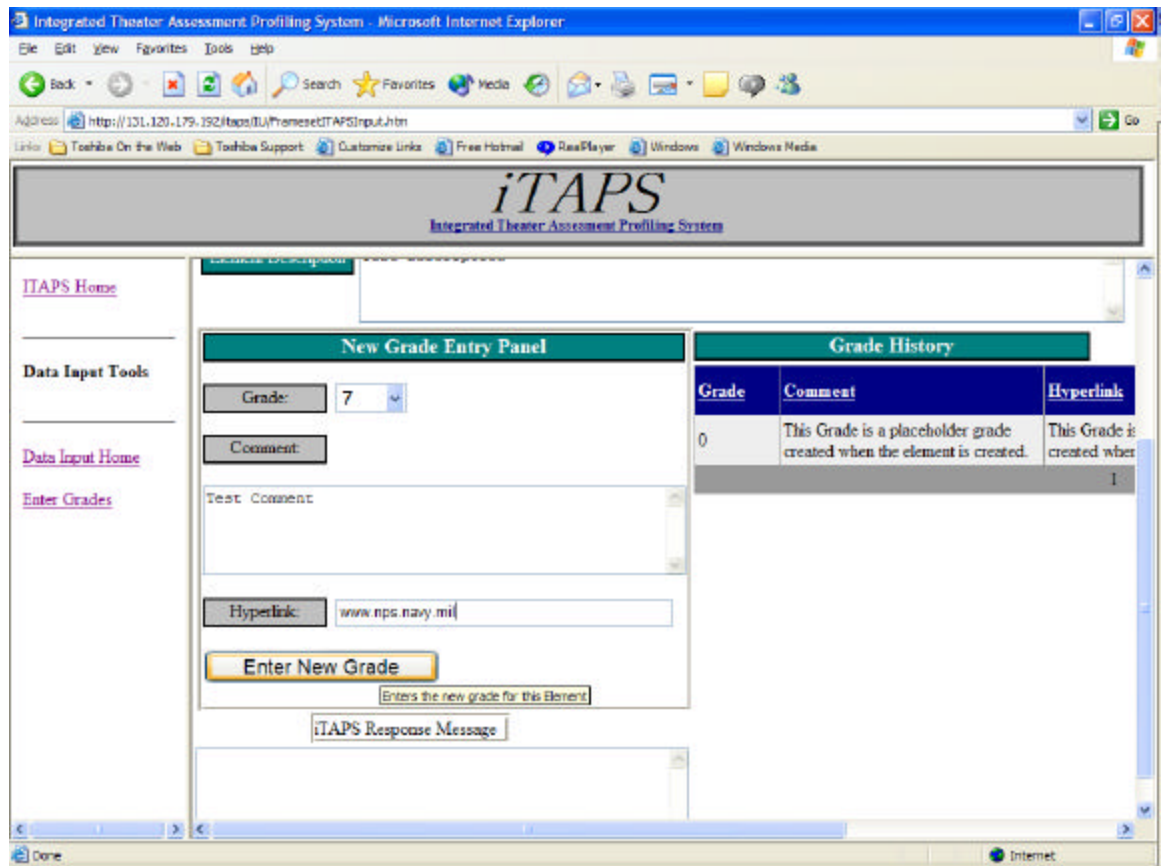 Integrated Theater Assessment Profiling System - Microsoft Internet Explorer
File Edit View Favorites Tools Help
Back Search Favorites Media
Address http://131.120.179.192/itaps/IU/FramesetITAPSInput.htm Go
Links Toshiba On the Web Toshiba Support Customize Links Free Hotmail RealPlayer Windows Windows Media
iTAPS
Integrated Theater Assessment Profiling System
ITAPS Home
Data Input Tools
Data Input Home
Enter Grades
Element Description
New Grade Entry Panel
Grade: 7
Comment:
Test Comment
Hyperlink: www.nps.navy.mil
Enter New Grade
Enters the new grade for this Element
iTAPS Response Message
Grade History
Grade Comment Hyperlink
0 This Grade is a placeholder grade This Grade is
created when the element is created. created when
1
Done Internet